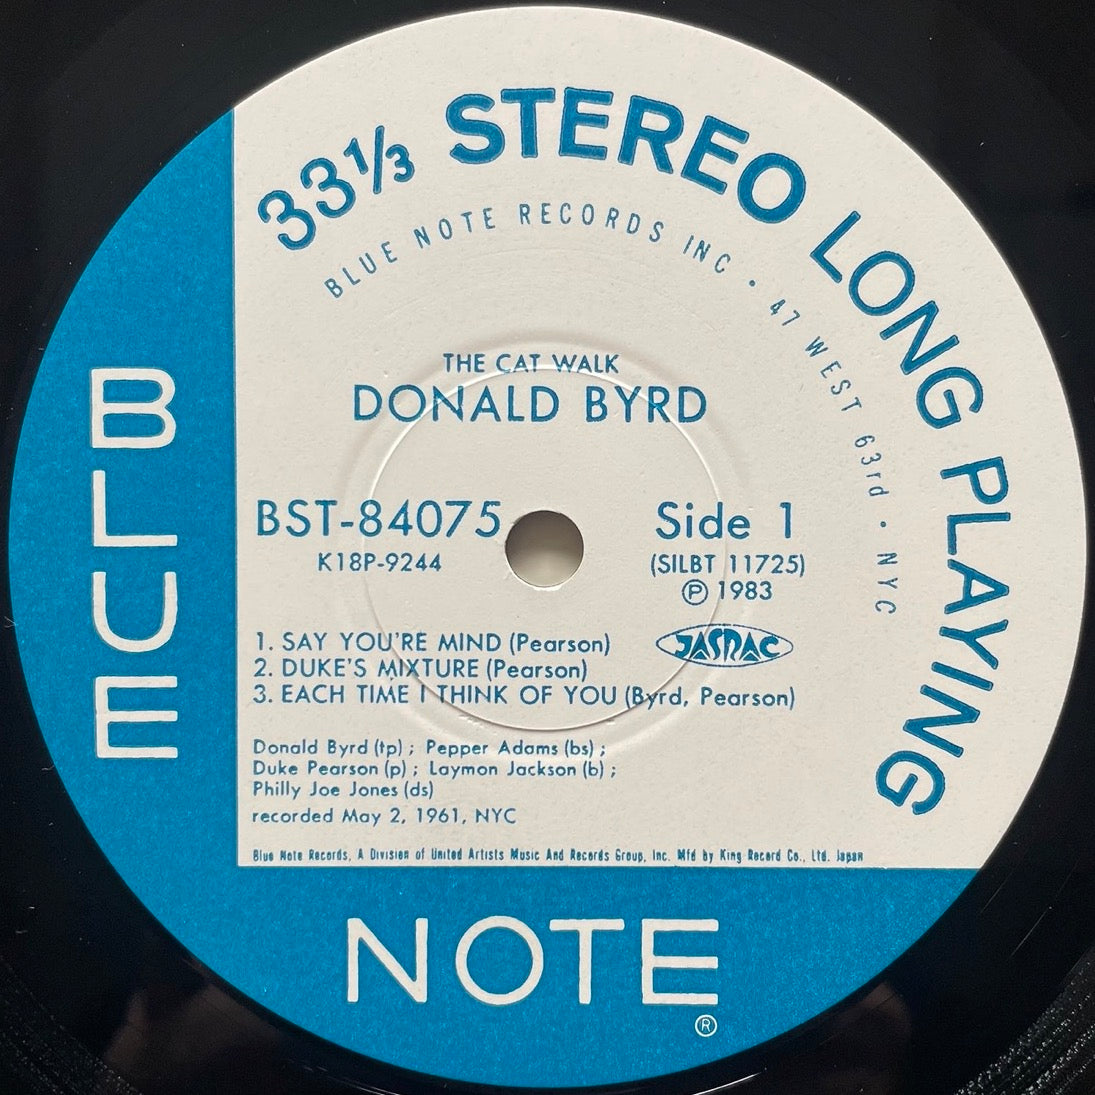 33⅓ STEREO LONG PLAYING
BLUE NOTE RECORDS INC · 47 WEST 63rd · NYC
THE CAT WALK
DONALD BYRD
BST-84075
K18P-9244
Side 1
(SILBT 11725)
Ⓟ 1983
JASRAC
1. SAY YOU'RE MIND (Pearson)
2. DUKE'S MIXTURE (Pearson)
3. EACH TIME I THINK OF YOU (Byrd, Pearson)
Donald Byrd (tp) ; Pepper Adams (bs) ;
Duke Pearson (p) ; Laymon Jackson (b) ;
Philly Joe Jones (ds)
recorded May 2, 1961, NYC
Blue Note Records, A Division of United Artists Music And Records Group, Inc. Mfd by King Record Co., Ltd. Japan
BLUE
NOTE
®